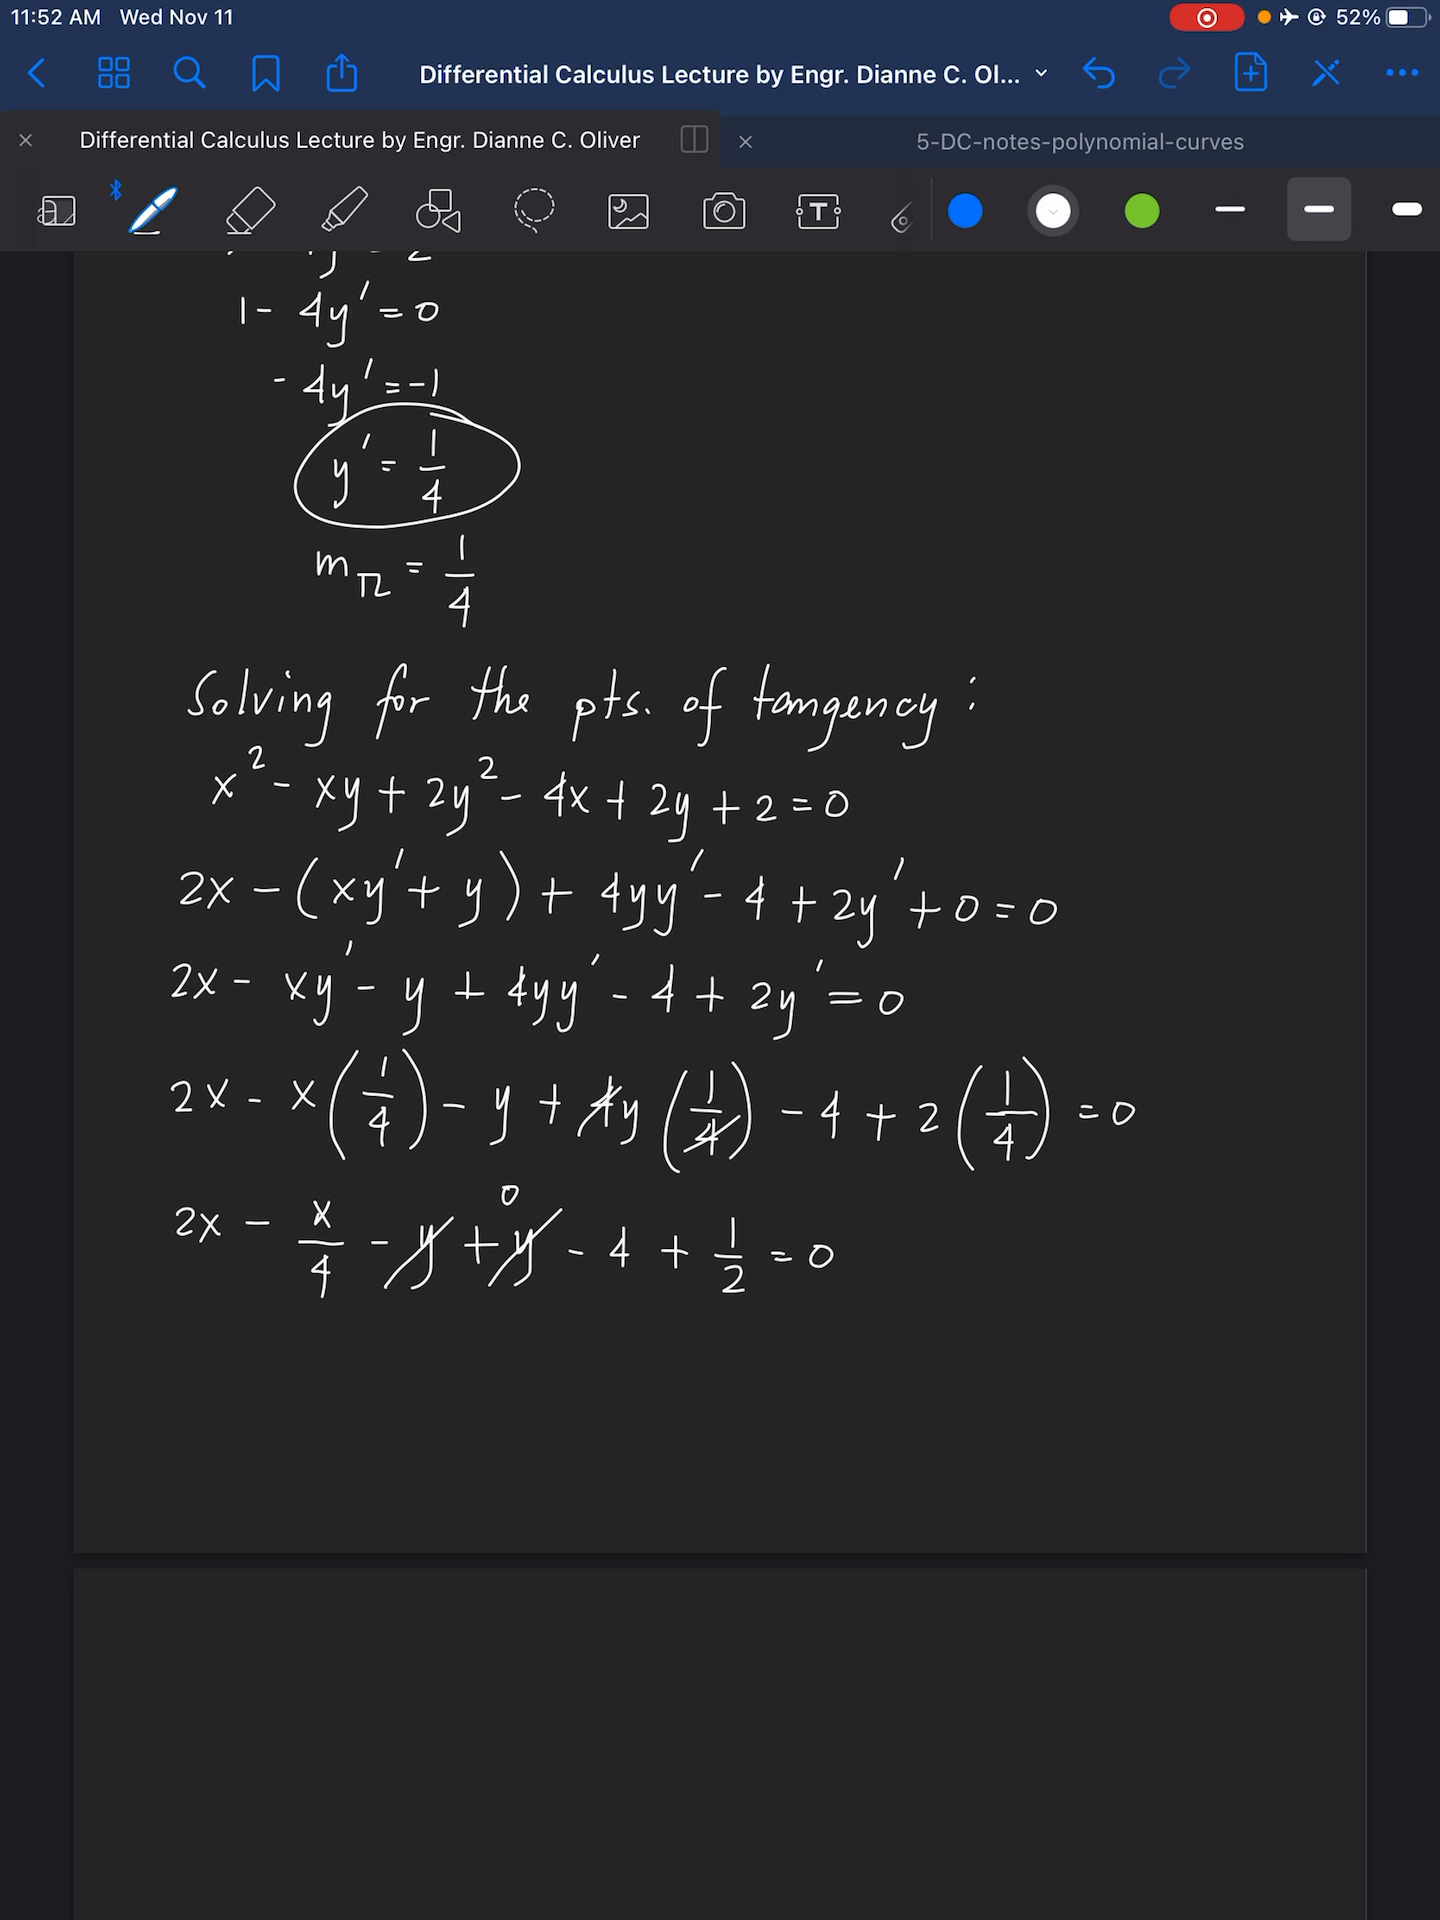 11:52 AM Wed Nov 11 52%
Differential Calculus Lecture by Engr. Dianne C. Ol...
Differential Calculus Lecture by Engr. Dianne C. Oliver
5-DC-notes-polynomial-curves
1 - 4y' = 0
- 4y' = -1
y' = 1/4
m_TL = 1/4
Solving for the pts. of tangency :
x² - xy + 2y² - 4x + 2y + 2 = 0
2x - (xy' + y) + 4yy' - 4 + 2y' + 0 = 0
2x - xy' - y + 4yy' - 4 + 2y' = 0
2x - x(1/4) - y + 4y(1/4) - 4 + 2(1/4) = 0
0
2x - x/4 - y + y - 4 + 1/2 = 0